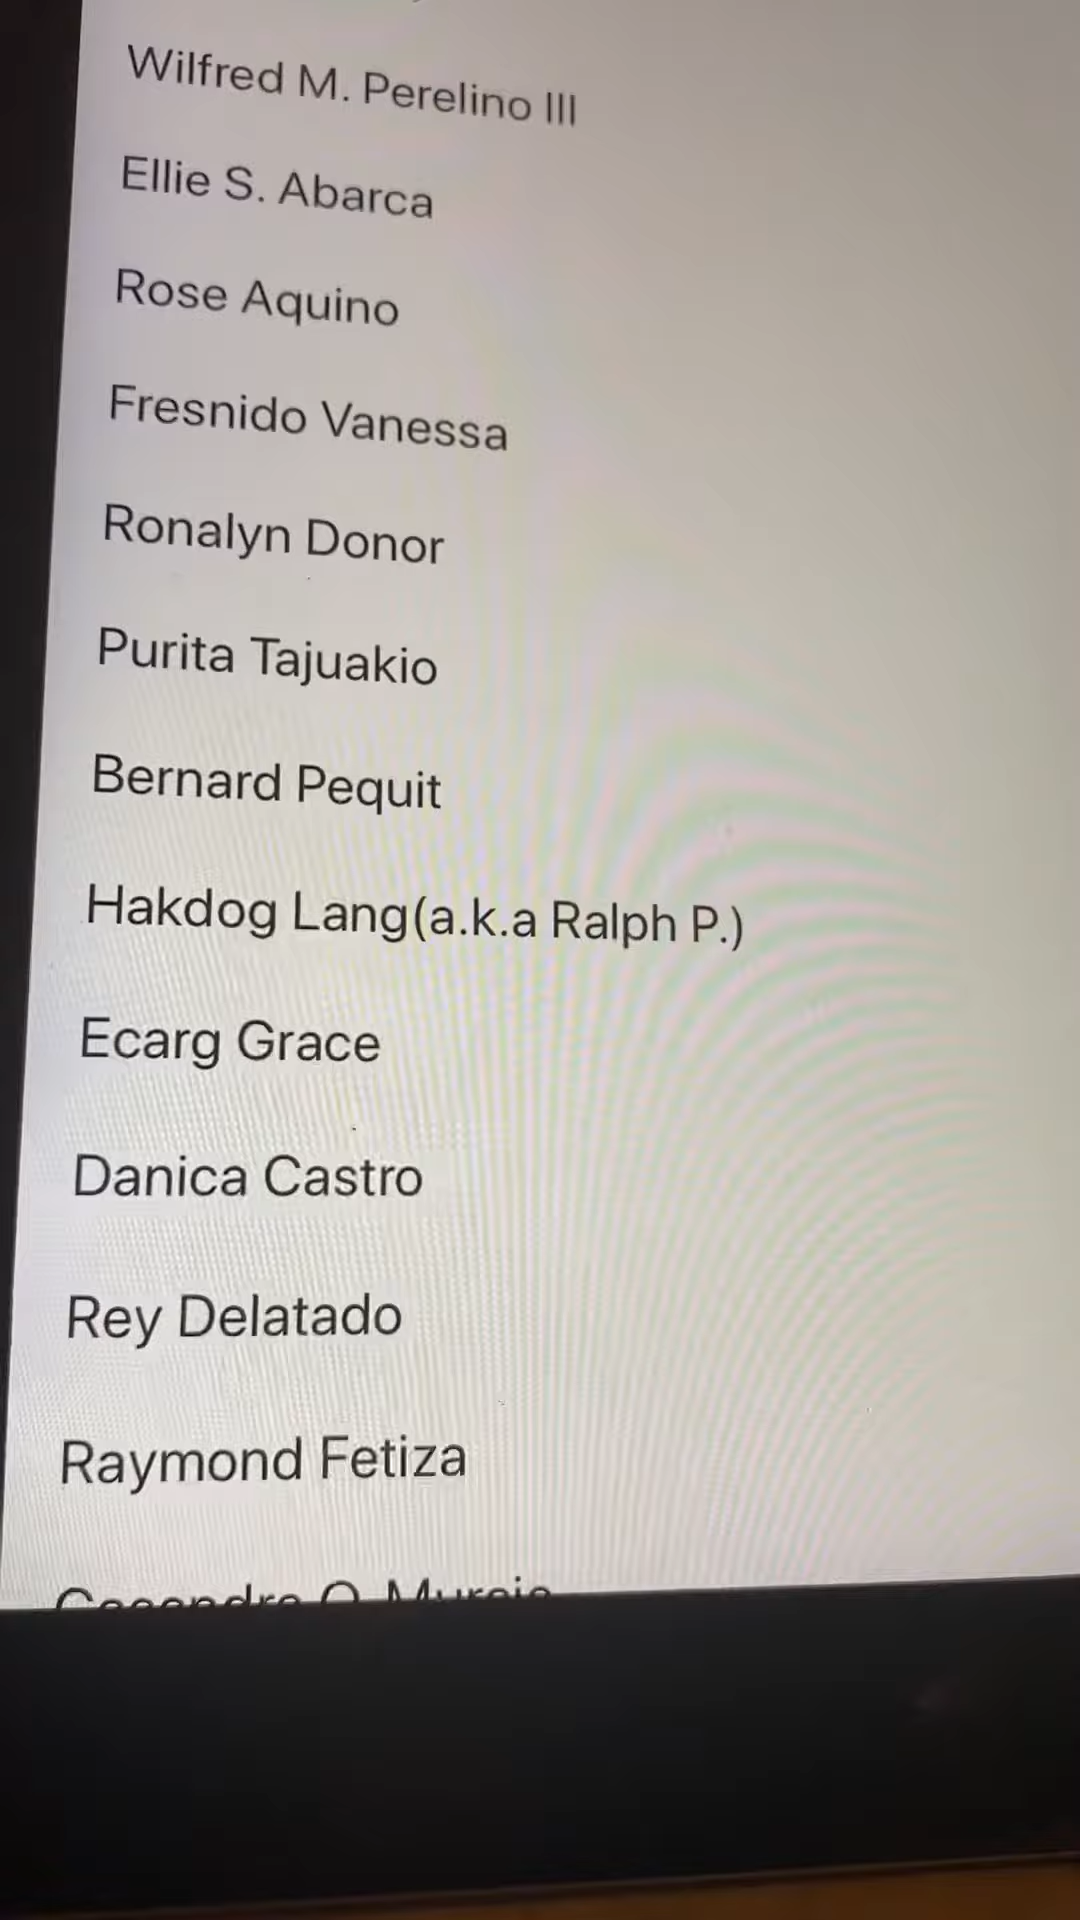 Wilfred M. Perelino III
Ellie S. Abarca
Rose Aquino
Fresnido Vanessa
Ronalyn Donor
Purita Tajuakio
Bernard Pequit
Hakdog Lang(a.k.a Ralph P.)
Ecarg Grace
Danica Castro
Rey Delatado
Raymond Fetiza